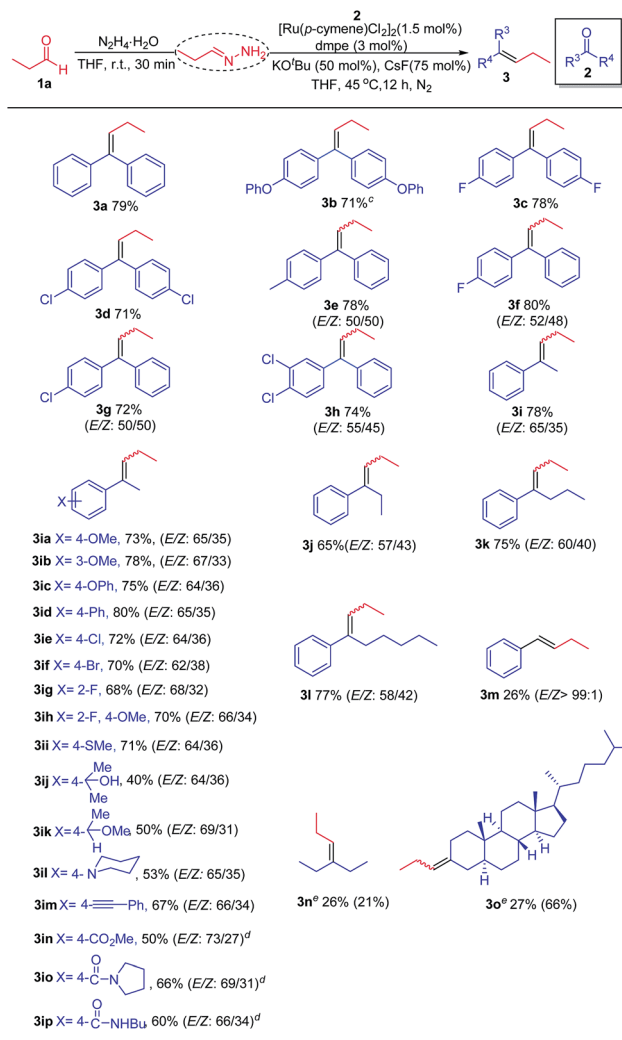 2
[Ru(p-cymene)Cl2]2(1.5 mol%)
N2H4·H2O
dmpe (3 mol%)
THF, r.t., 30 min
KOtBu (50 mol%), CsF(75 mol%)
THF, 45 oC,12 h, N2
O
H
1a
N
NH2
R3
R4
3
O
R3
R4
2
3a 79%
PhO
OPh
3b 71%c
F
F
3c 78%
Cl
Cl
3d 71%
3e 78%
(E/Z: 50/50)
F
3f 80%
(E/Z: 52/48)
Cl
3g 72%
(E/Z: 50/50)
Cl
Cl
3h 74%
(E/Z: 55/45)
3i 78%
(E/Z: 65/35)
X
3ia X= 4-OMe, 73%, (E/Z: 65/35)
3ib X= 3-OMe, 78%, (E/Z: 67/33)
3ic X= 4-OPh, 75% (E/Z: 64/36)
3id X= 4-Ph, 80% (E/Z: 65/35)
3ie X= 4-Cl, 72% (E/Z: 64/36)
3if X= 4-Br, 70% (E/Z: 62/38)
3ig X= 2-F, 68% (E/Z: 68/32)
3ih X= 2-F, 4-OMe, 70% (E/Z: 66/34)
3ii X= 4-SMe, 71% (E/Z: 64/36)
Me
3ij X= 4-OH, 40% (E/Z: 64/36)
Me
Me
3ik X= 4-OMe, 50% (E/Z: 69/31)
H
3il X= 4-N, 53% (E/Z: 65/35)
3im X= 4-Ph, 67% (E/Z: 66/34)
3in X= 4-CO2Me, 50% (E/Z: 73/27)d
O
3io X= 4-C-N, 66% (E/Z: 69/31)d
O
3ip X= 4-C-NHBu, 60% (E/Z: 66/34)d
3j 65%(E/Z: 57/43)
3k 75% (E/Z: 60/40)
3l 77% (E/Z: 58/42)
3m 26% (E/Z> 99:1)
3ne 26% (21%)
H
H
H
H
3oe 27% (66%)